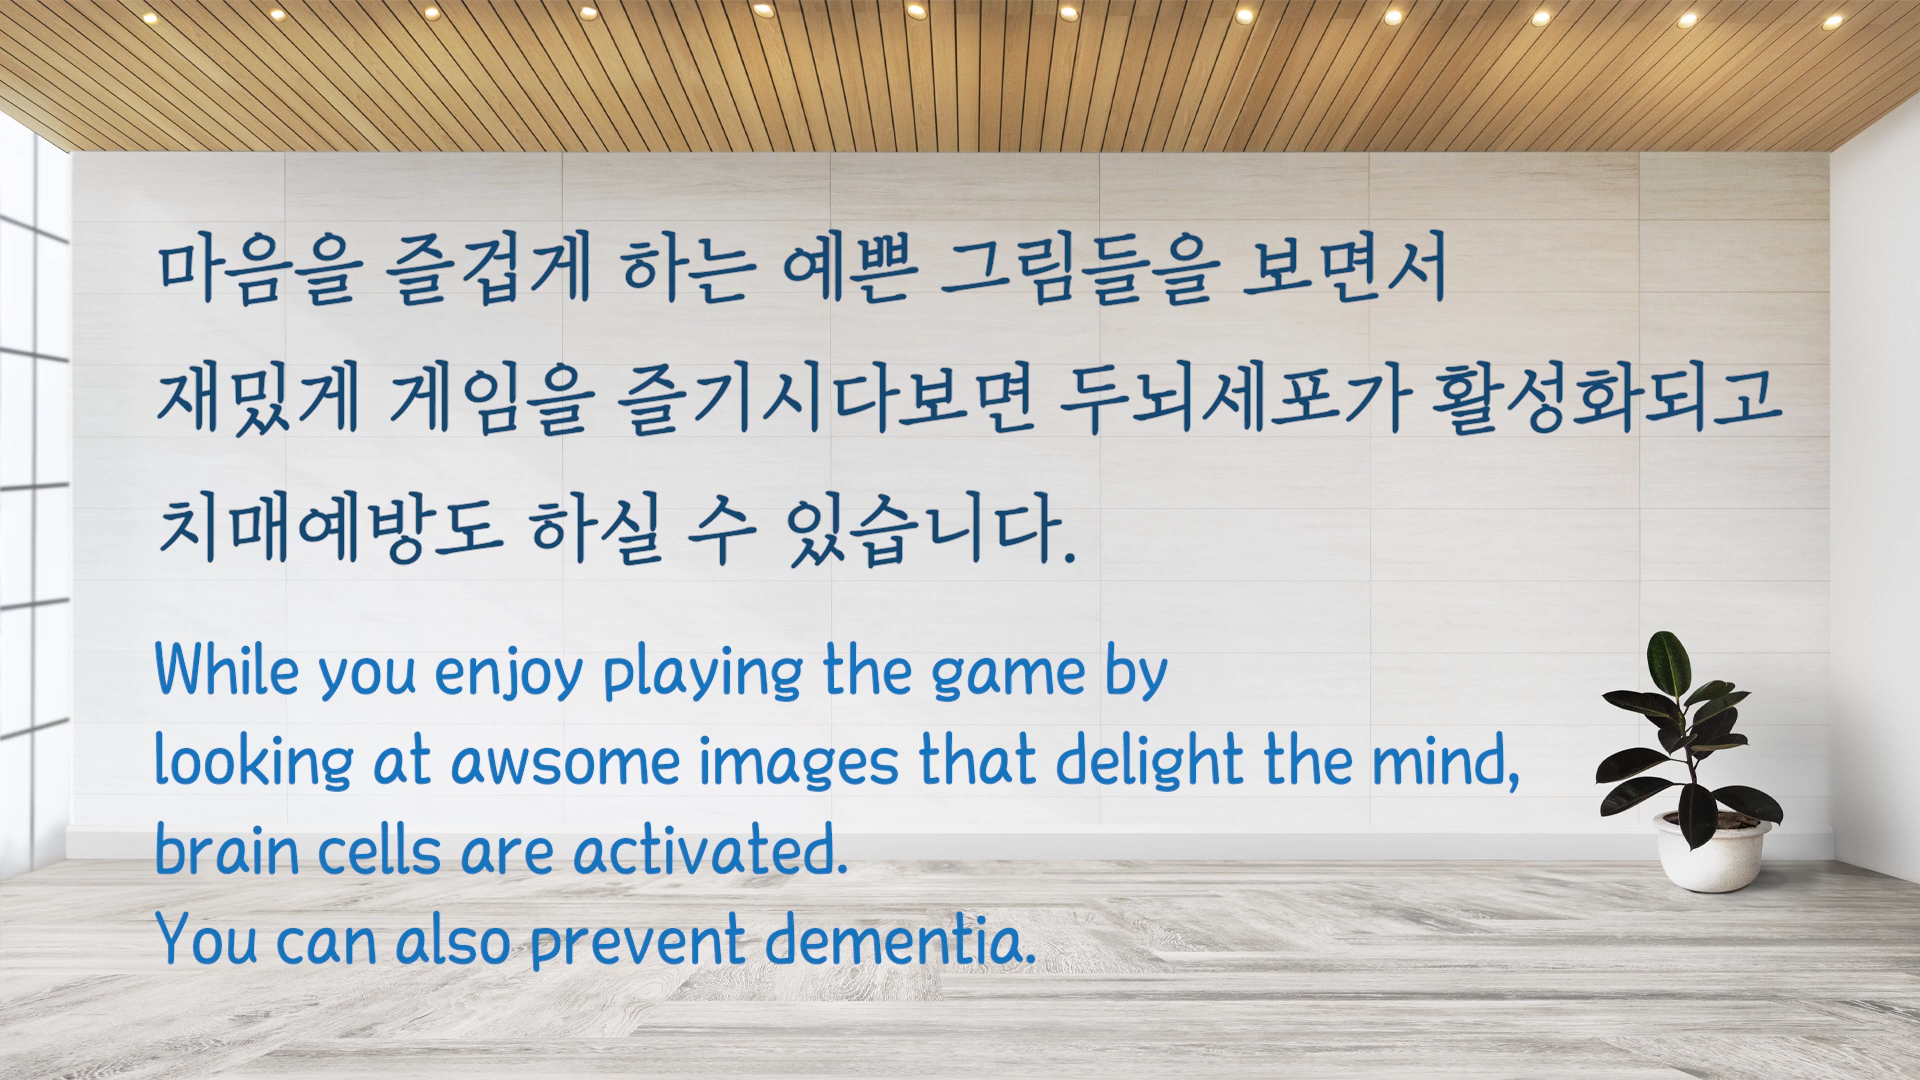 마음을 즐겁게 하는 예쁜 그림들을 보면서
재밌게 게임을 즐기시다보면 두뇌세포가 활성화되고
치매예방도 하실 수 있습니다.
While you enjoy playing the game by
looking at awsome images that delight the mind,
brain cells are activated.
You can also prevent dementia.